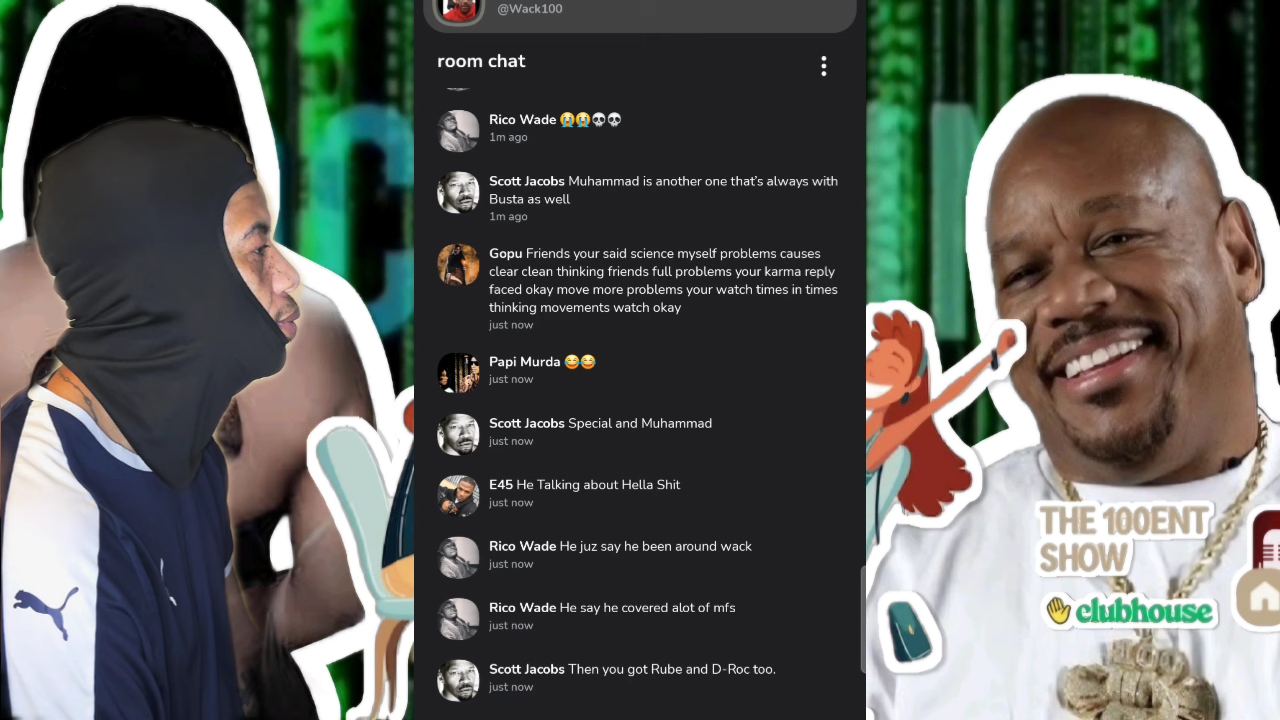 @Wack100
room chat
Rico Wade 😭😭💀💀
1m ago
Scott Jacobs Muhammad is another one that's always with
Busta as well
1m ago
Gopu Friends your said science myself problems causes
clear clean thinking friends full problems your karma reply
faced okay move more problems your watch times in times
thinking movements watch okay
just now
Papi Murda 😂😂
just now
Scott Jacobs Special and Muhammad
just now
E45 He Talking about Hella Shit
just now
Rico Wade He juz say he been around wack
just now
Rico Wade He say he covered alot of mfs
just now
Scott Jacobs Then you got Rube and D-Roc too.
just now
THE 100ENT
SHOW
👋 clubhouse